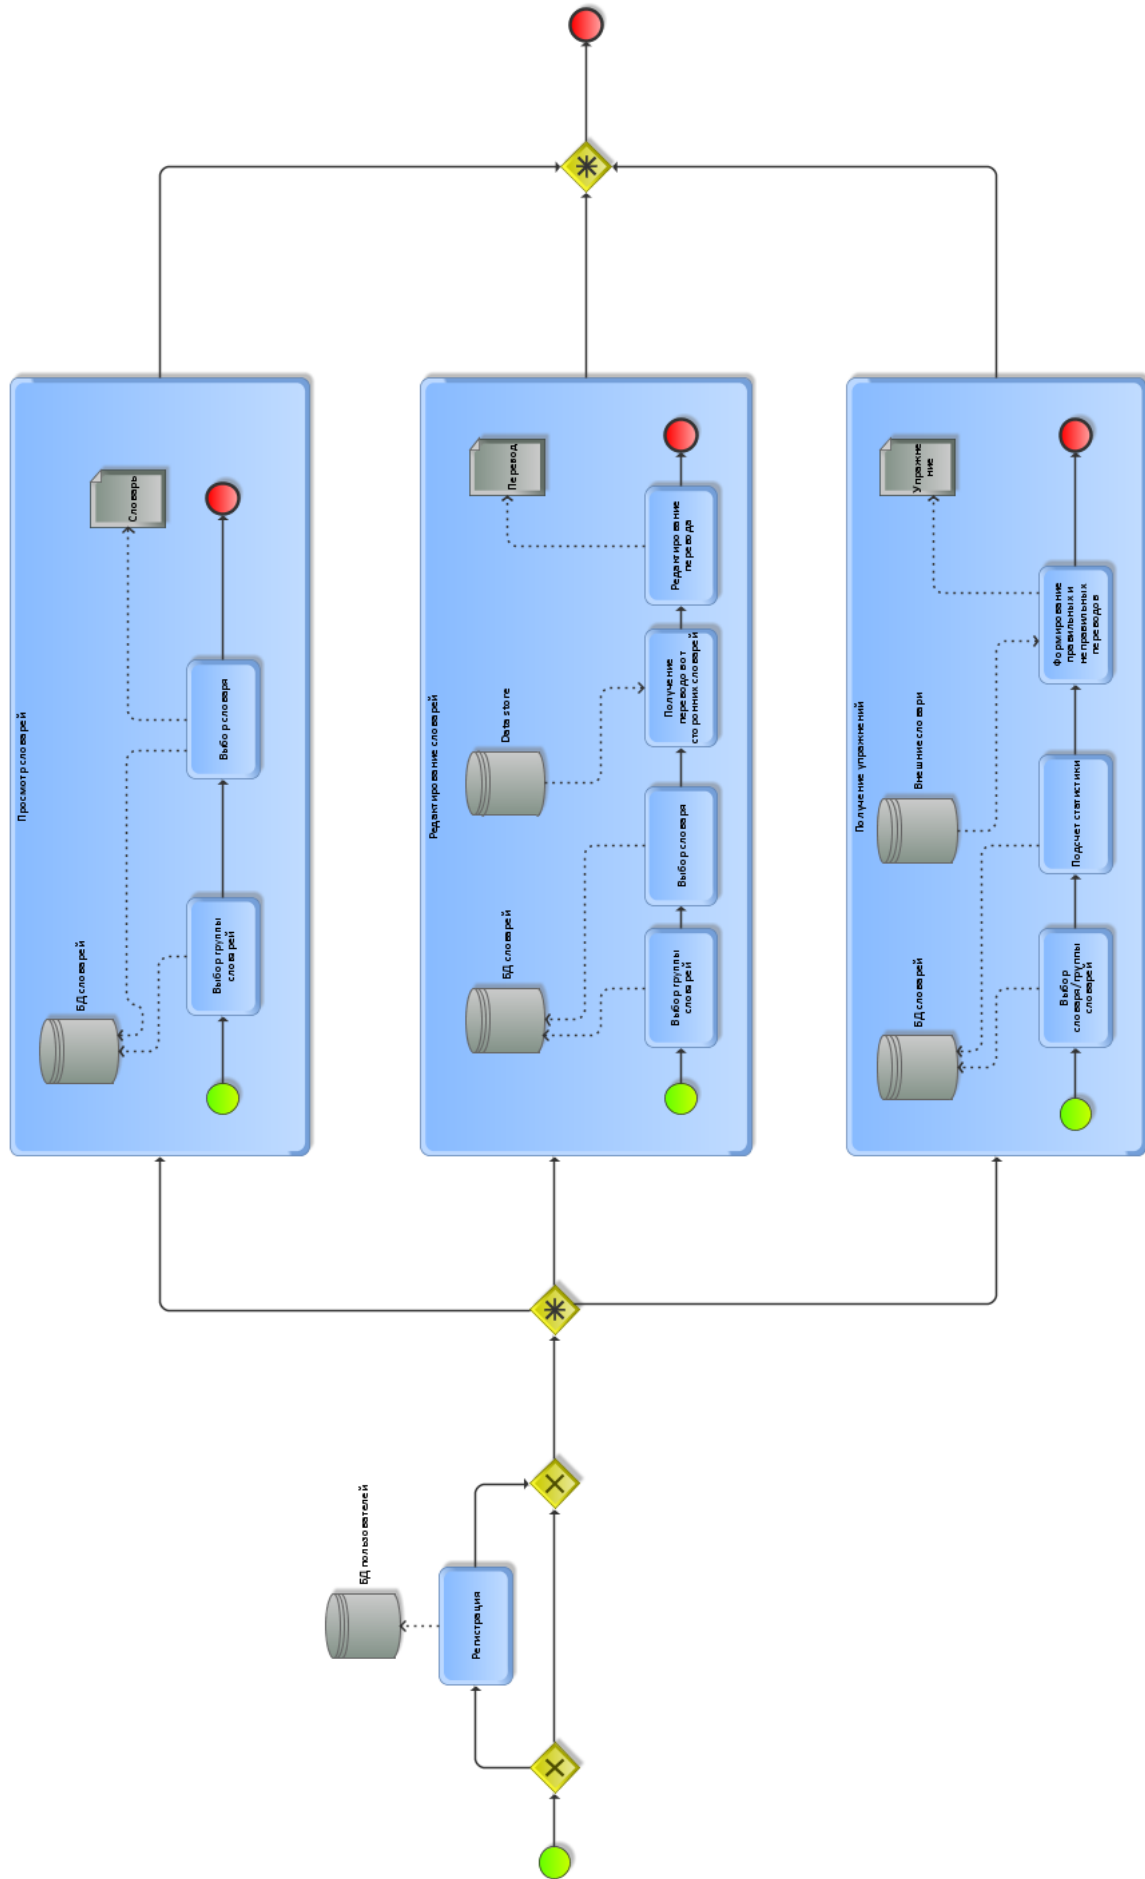 Просмотр словарей
БД словарей
Выбор группы
словарей
Выбор словаря
Словарь
Редактирование словарей
БД словарей
Data store
Выбор группы
словарей
Выбор словаря
Получение
переводов от
сторонних словарей
Редактирование
перевода
Перевод
Получение упражнений
БД словарей
Внешние словари
Выбор
словаря/группы
словарей
Подсчет статистики
Формирование
правильных и
неправильных
переводов
Упражне
ние
БД пользователей
Регистрация